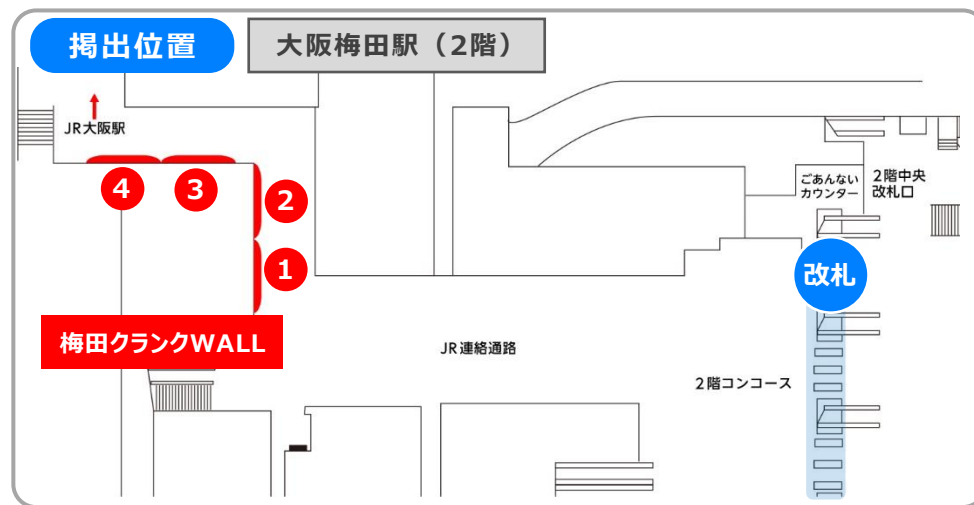 掲出位置
大阪梅田駅（2階）
JR大阪駅
4
3
2
1
ごあんない
カウンター
2階中央
改札口
改札
梅田クランクWALL
JR連絡通路
2階コンコース